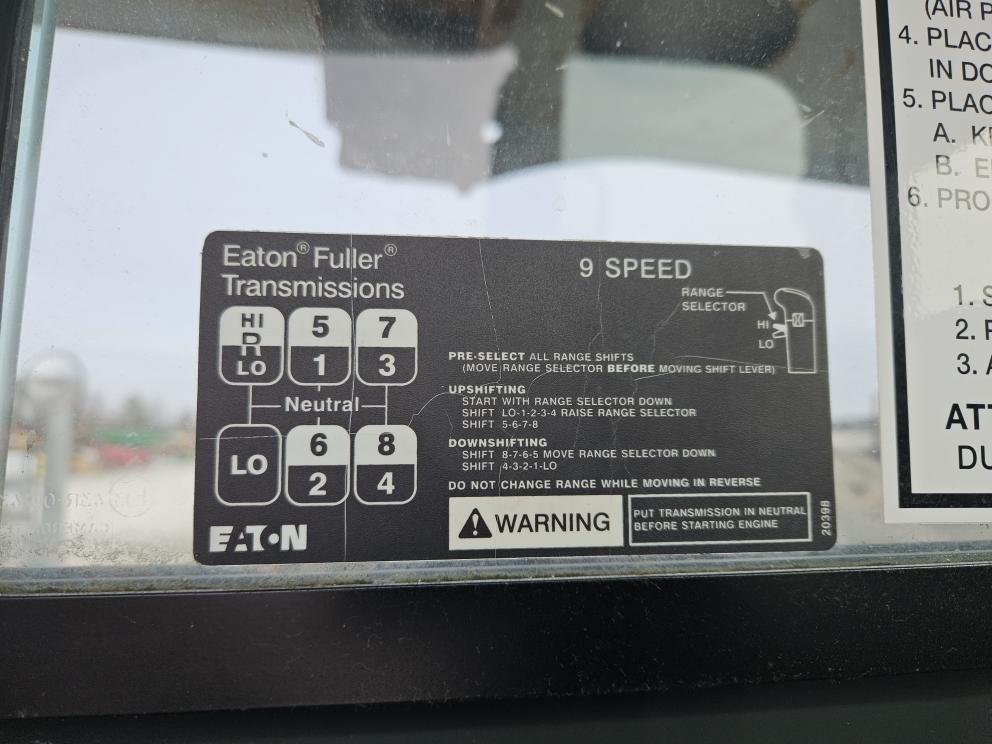 Eaton® Fuller®
Transmissions
9 SPEED
HI
R
LO
5
1
7
3
Neutral
LO
6
2
8
4
EATON
RANGE
SELECTOR
HI
LO
PRE-SELECT ALL RANGE SHIFTS
(MOVE RANGE SELECTOR BEFORE MOVING SHIFT LEVER)
UPSHIFTING
START WITH RANGE SELECTOR DOWN
SHIFT LO-1-2-3-4 RAISE RANGE SELECTOR
SHIFT 5-6-7-8
DOWNSHIFTING
SHIFT 8-7-6-5 MOVE RANGE SELECTOR DOWN
SHIFT 4-3-2-1-LO
DO NOT CHANGE RANGE WHILE MOVING IN REVERSE
WARNING
PUT TRANSMISSION IN NEUTRAL
BEFORE STARTING ENGINE
20398
(AIR P
4. PLAC
IN DO
5. PLAC
A. K
B. E
6. PRO
1. S
2.
3. A
ATT
DU